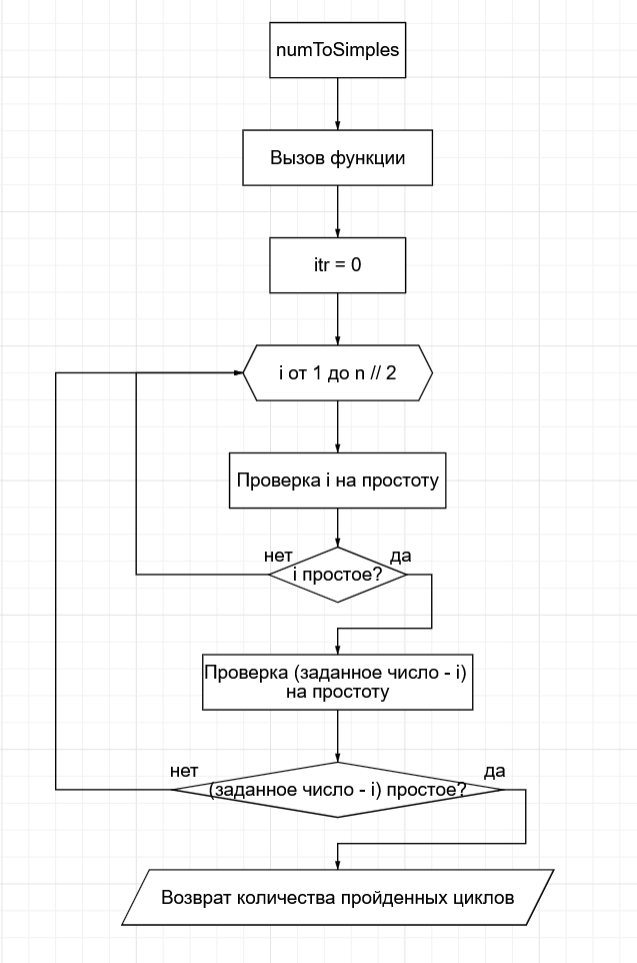 numToSimples
Вызов функции
itr = 0
i от 1 до n // 2
Проверка i на простоту
нет
да
i простое?
Проверка (заданное число - i)
на простоту
нет
да
(заданное число - i) простое?
Возврат количества пройденных циклов